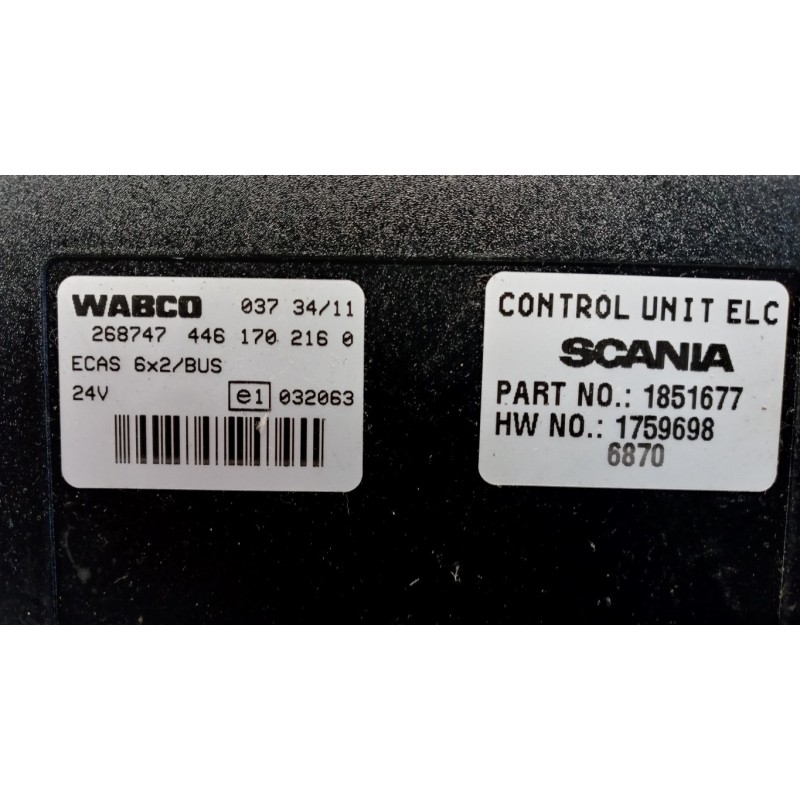 WABCO 037 34/11
268747 446 170 216 0
ECAS 6x2/BUS
24V e1 032063
CONTROL UNIT ELC
SCANIA
PART NO.: 1851677
HW NO.: 1759698
6870